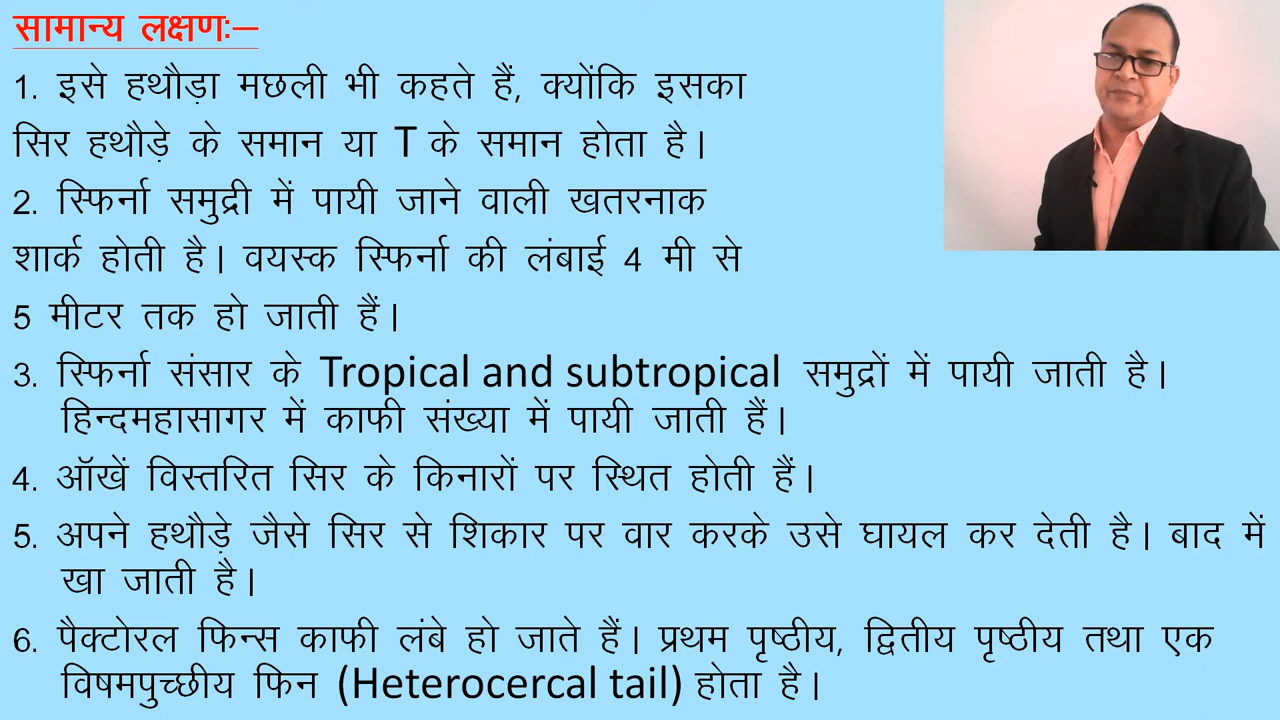 सामान्य लक्षणः–
1. इसे हथौड़ा मछली भी कहते हैं, क्योंकि इसका
सिर हथौड़े के समान या T के समान होता है।
2. स्फिर्ना समुद्री में पायी जाने वाली खतरनाक
शार्क होती है। वयस्क स्फिर्ना की लंबाई 4 मी से
5 मीटर तक हो जाती हैं।
3. स्फिर्ना संसार के Tropical and subtropical समुद्रों में पायी जाती है।
हिन्दमहासागर में काफी संख्या में पायी जाती हैं।
4. ऑखें विस्तरित सिर के किनारों पर स्थित होती हैं।
5. अपने हथौड़े जैसे सिर से शिकार पर वार करके उसे घायल कर देती है। बाद में
खा जाती है।
6. पैक्टोरल फिन्स काफी लंबे हो जाते हैं। प्रथम पृष्ठीय, द्वितीय पृष्ठीय तथा एक
विषमपुच्छीय फिन (Heterocercal tail) होता है।